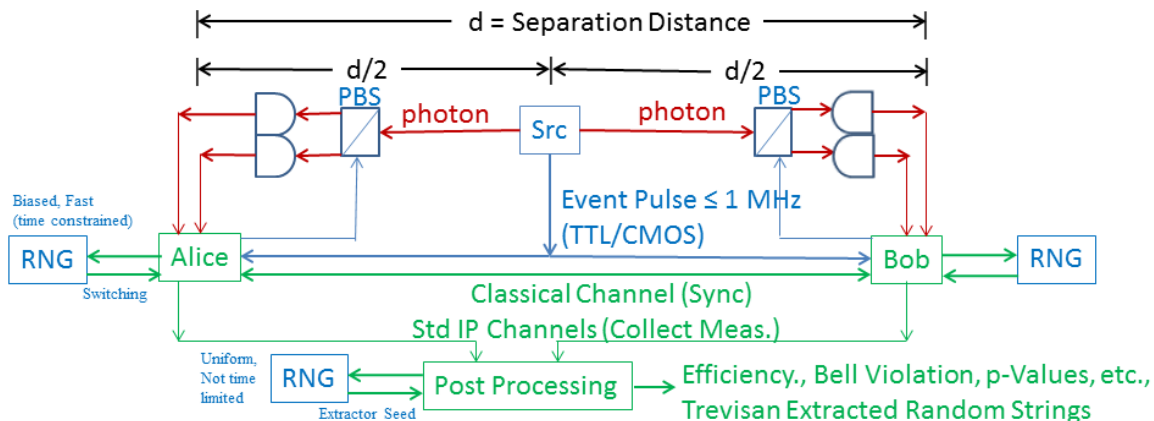 d = Separation Distance
d/2
d/2
PBS
PBS
photon
photon
Src
Biased, Fast
(time constrained)
Event Pulse ≤ 1 MHz
(TTL/CMOS)
RNG
Alice
Bob
RNG
Switching
Classical Channel (Sync)
Std IP Channels (Collect Meas.)
Uniform,
Not time
limited
RNG
Post Processing
Extractor Seed
Efficiency., Bell Violation, p-Values, etc.,
Trevisan Extracted Random Strings